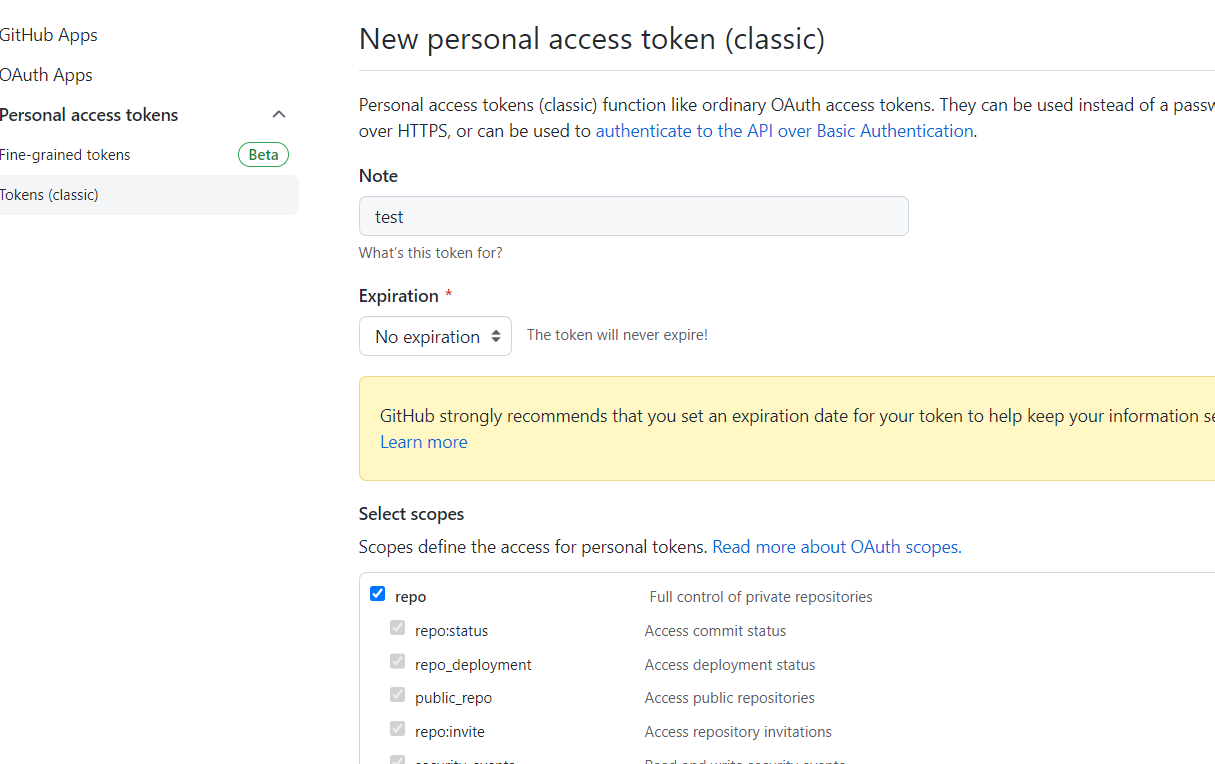 GitHub Apps
OAuth Apps
Personal access tokens
Fine-grained tokens Beta
Tokens (classic)
New personal access token (classic)
Personal access tokens (classic) function like ordinary OAuth access tokens. They can be used instead of a passw
over HTTPS, or can be used to authenticate to the API over Basic Authentication.
Note
test
What's this token for?
Expiration *
No expiration The token will never expire!
GitHub strongly recommends that you set an expiration date for your token to help keep your information se
Learn more
Select scopes
Scopes define the access for personal tokens. Read more about OAuth scopes.
repo Full control of private repositories
repo:status Access commit status
repo_deployment Access deployment status
public_repo Access public repositories
repo:invite Access repository invitations
security_events Read and write security events